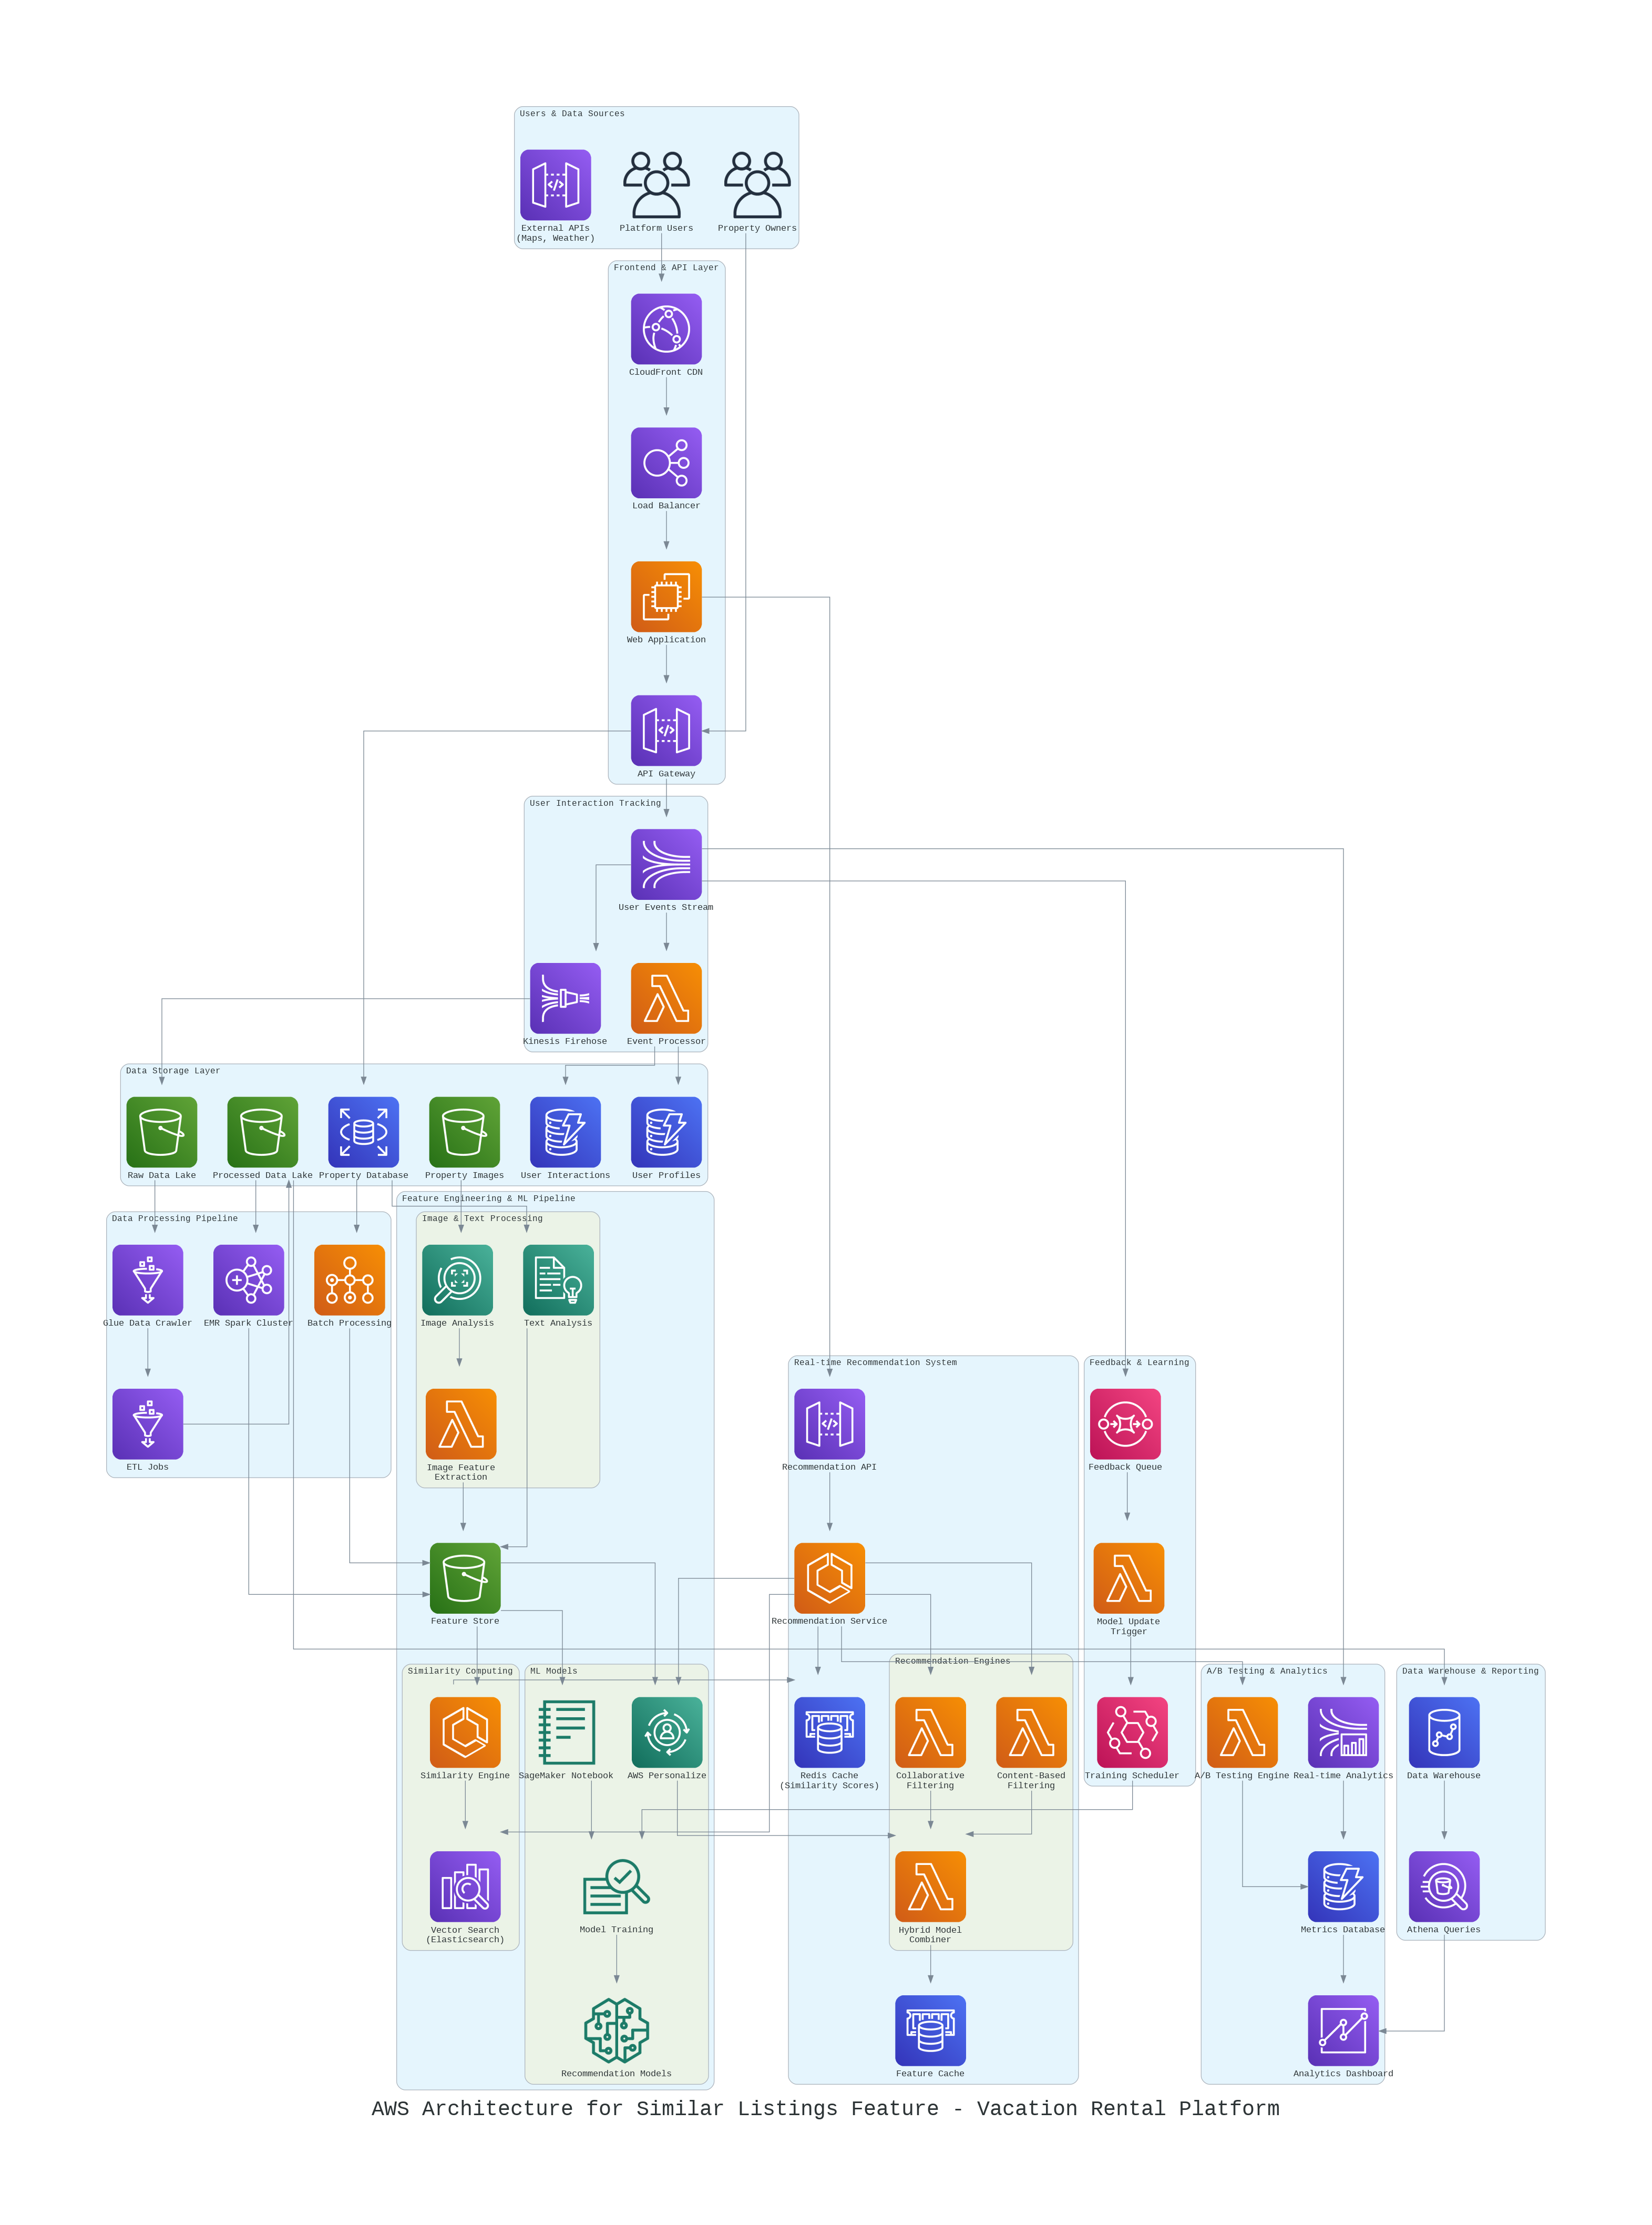 Users & Data Sources
External APIs
(Maps, Weather)
Platform Users
Property Owners
Frontend & API Layer
CloudFront CDN
Load Balancer
Web Application
API Gateway
User Interaction Tracking
User Events Stream
Kinesis Firehose
Event Processor
Data Storage Layer
Raw Data Lake
Processed Data Lake
Property Database
Property Images
User Interactions
User Profiles
Feature Engineering & ML Pipeline
Data Processing Pipeline
Image & Text Processing
Glue Data Crawler
EMR Spark Cluster
Batch Processing
Image Analysis
Text Analysis
Real-time Recommendation System
Feedback & Learning
ETL Jobs
Image Feature
Extraction
Recommendation API
Feedback Queue
Feature Store
Recommendation Service
Model Update
Trigger
Similarity Computing
ML Models
Recommendation Engines
A/B Testing & Analytics
Data Warehouse & Reporting
Similarity Engine
SageMaker Notebook
AWS Personalize
Redis Cache
(Similarity Scores)
Collaborative
Filtering
Content-Based
Filtering
Training Scheduler
A/B Testing Engine
Real-time Analytics
Data Warehouse
Vector Search
(Elasticsearch)
Model Training
Hybrid Model
Combiner
Metrics Database
Athena Queries
Recommendation Models
Feature Cache
Analytics Dashboard
AWS Architecture for Similar Listings Feature - Vacation Rental Platform